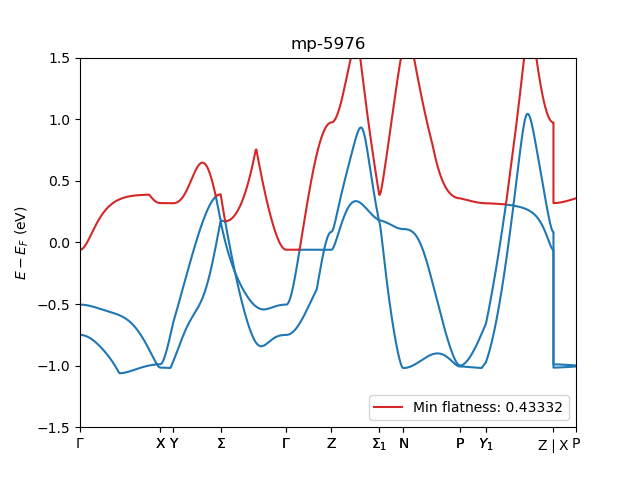 mp-5976
E − E_F (eV)
1.5
1.0
0.5
0.0
−0.5
−1.0
−1.5
Min flatness: 0.43332
Γ X Y Σ Γ Z Σ₁ N P Y₁ Z | X P